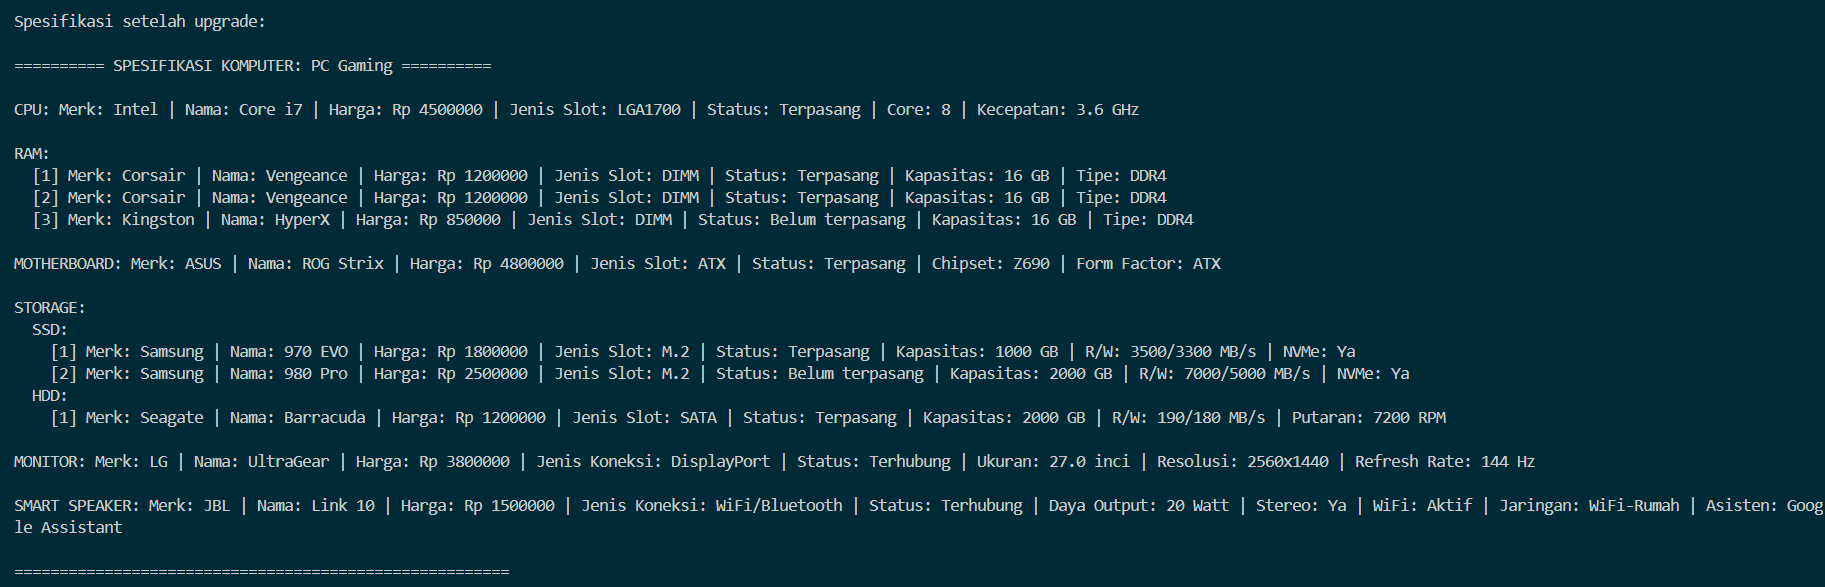 Spesifikasi setelah upgrade:
========== SPESIFIKASI KOMPUTER: PC Gaming ==========
CPU: Merk: Intel | Nama: Core i7 | Harga: Rp 4500000 | Jenis Slot: LGA1700 | Status: Terpasang | Core: 8 | Kecepatan: 3.6 GHz
RAM:
[1] Merk: Corsair | Nama: Vengeance | Harga: Rp 1200000 | Jenis Slot: DIMM | Status: Terpasang | Kapasitas: 16 GB | Tipe: DDR4
[2] Merk: Corsair | Nama: Vengeance | Harga: Rp 1200000 | Jenis Slot: DIMM | Status: Terpasang | Kapasitas: 16 GB | Tipe: DDR4
[3] Merk: Kingston | Nama: HyperX | Harga: Rp 850000 | Jenis Slot: DIMM | Status: Belum terpasang | Kapasitas: 16 GB | Tipe: DDR4
MOTHERBOARD: Merk: ASUS | Nama: ROG Strix | Harga: Rp 4800000 | Jenis Slot: ATX | Status: Terpasang | Chipset: Z690 | Form Factor: ATX
STORAGE:
SSD:
[1] Merk: Samsung | Nama: 970 EVO | Harga: Rp 1800000 | Jenis Slot: M.2 | Status: Terpasang | Kapasitas: 1000 GB | R/W: 3500/3300 MB/s | NVMe: Ya
[2] Merk: Samsung | Nama: 980 Pro | Harga: Rp 2500000 | Jenis Slot: M.2 | Status: Belum terpasang | Kapasitas: 2000 GB | R/W: 7000/5000 MB/s | NVMe: Ya
HDD:
[1] Merk: Seagate | Nama: Barracuda | Harga: Rp 1200000 | Jenis Slot: SATA | Status: Terpasang | Kapasitas: 2000 GB | R/W: 190/180 MB/s | Putaran: 7200 RPM
MONITOR: Merk: LG | Nama: UltraGear | Harga: Rp 3800000 | Jenis Koneksi: DisplayPort | Status: Terhubung | Ukuran: 27.0 inci | Resolusi: 2560x1440 | Refresh Rate: 144 Hz
SMART SPEAKER: Merk: JBL | Nama: Link 10 | Harga: Rp 1500000 | Jenis Koneksi: WiFi/Bluetooth | Status: Terhubung | Daya Output: 20 Watt | Stereo: Ya | WiFi: Aktif | Jaringan: WiFi-Rumah | Asisten: Goog
le Assistant
=======================================================